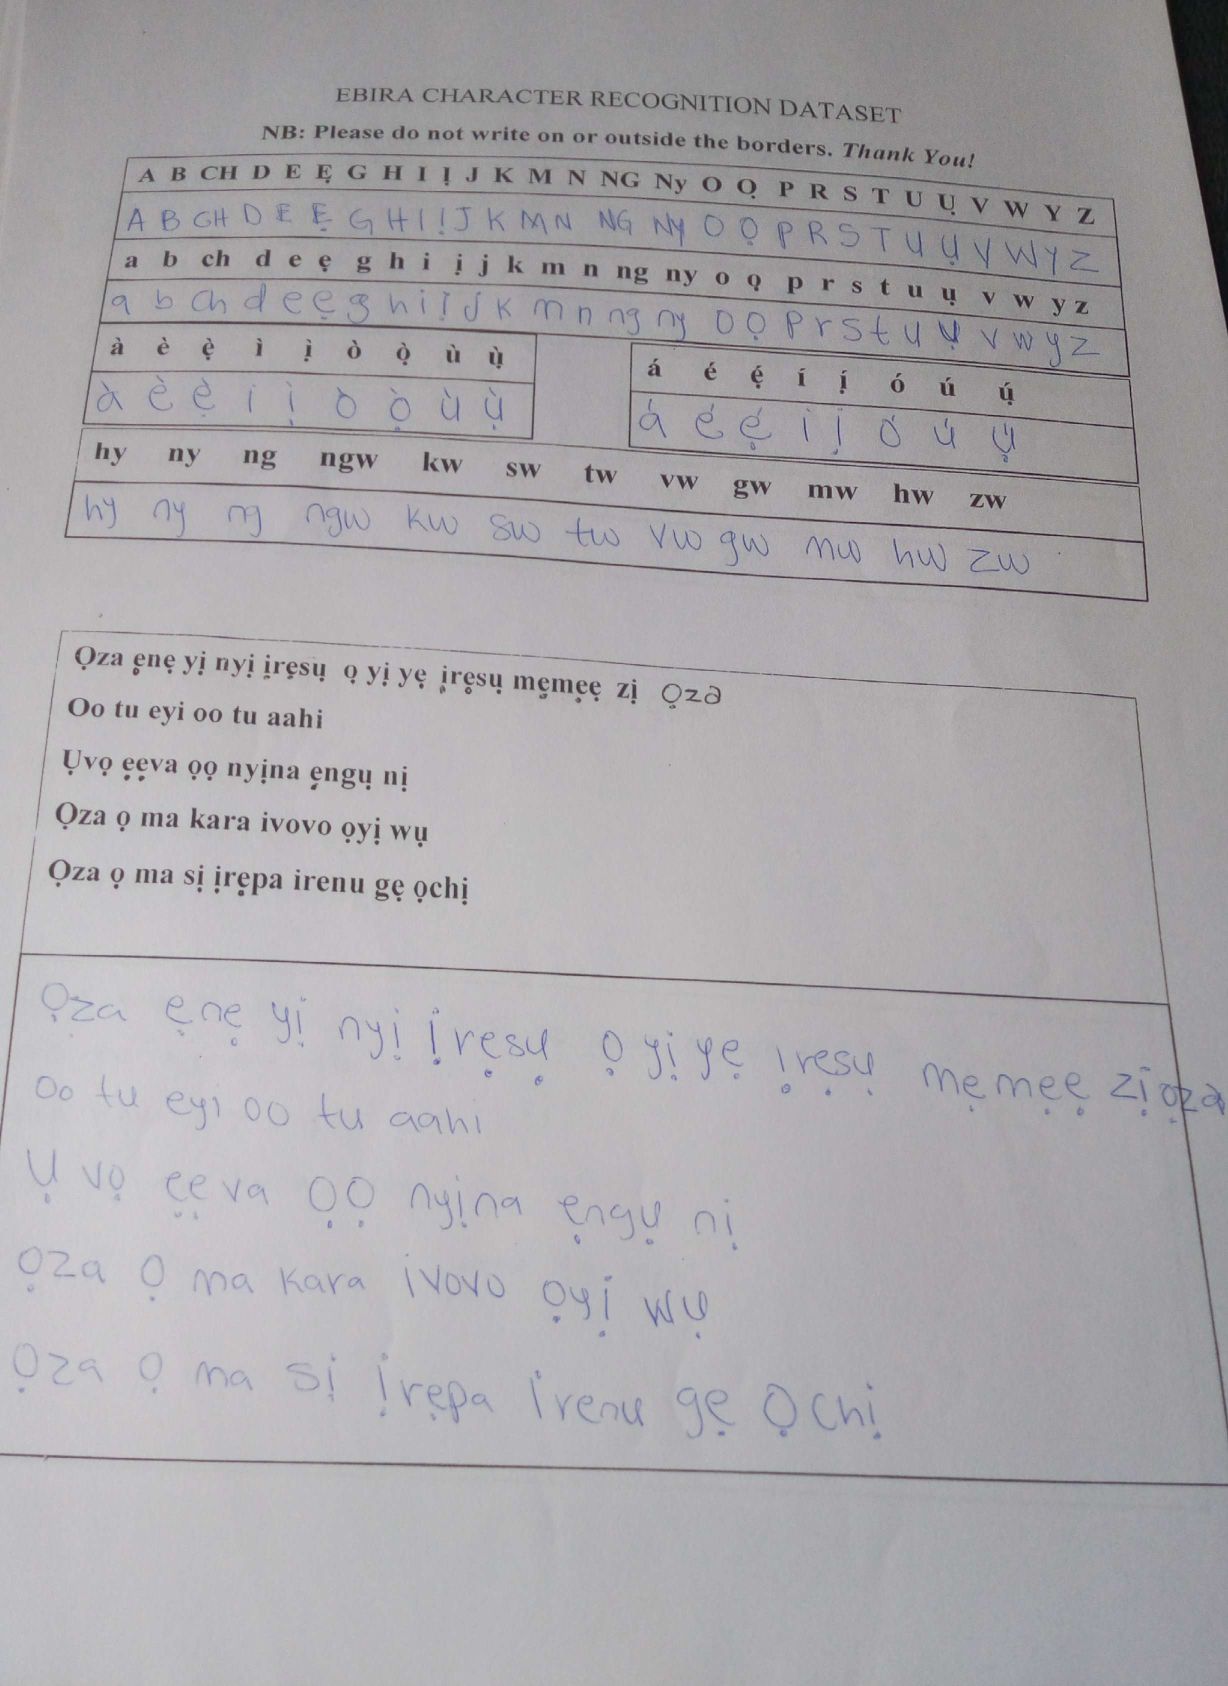 EBIRA CHARACTER RECOGNITION DATASET
NB: Please do not write on or outside the borders. Thank You!
A B CH D E Ẹ G H I Ị J K M N NG Ny O Ọ P R S T U Ụ V W Y Z
A B CH D E Ẹ G H I Ị J K M N NG Ny O Ọ P R S T U Ụ V W Y Z
a b ch d e ẹ g h i ị j k m n ng ny o ọ p r s t u ụ v w y z
a b ch d e ẹ g h i ị j k m n ng ny o ọ p r s t u ụ v w y z
à è ẹ̀ ì ị̀ ò ọ̀ ù ụ̀
à è ẹ̀ ì ị̀ ò ọ̀ ù ụ̀
á é ẹ́ í ị́ ó ú ụ́
á é ẹ́ í ị́ ó ú ụ́
hy ny ng ngw kw sw tw vw gw mw hw zw
hy ny ng ngw kw sw tw vw gw mw hw zw
Ọza ẹnẹ yị nyị ịrẹsụ ọ yị yẹ ịrẹsụ mẹmẹẹ zị ọza
Oo tu eyi oo tu aahi
Ụvọ ẹẹva ọọ nyịna ẹngụ nị
Ọza ọ ma kara ivovo ọyị wụ
Ọza ọ ma sị ịrẹpa irenu gẹ ọchị
Ọza ẹnẹ yị nyị ịrẹsụ ọ yị yẹ ịrẹsụ mẹmẹẹ zị ọza
Oo tu eyi oo tu aahi
Ụ vọ ẹẹva ọọ nyịna ẹngụ nị
Ọza ọ ma kara ivovo ọyị wụ
Ọza ọ ma sị ịrẹpa irenu gẹ ọchị